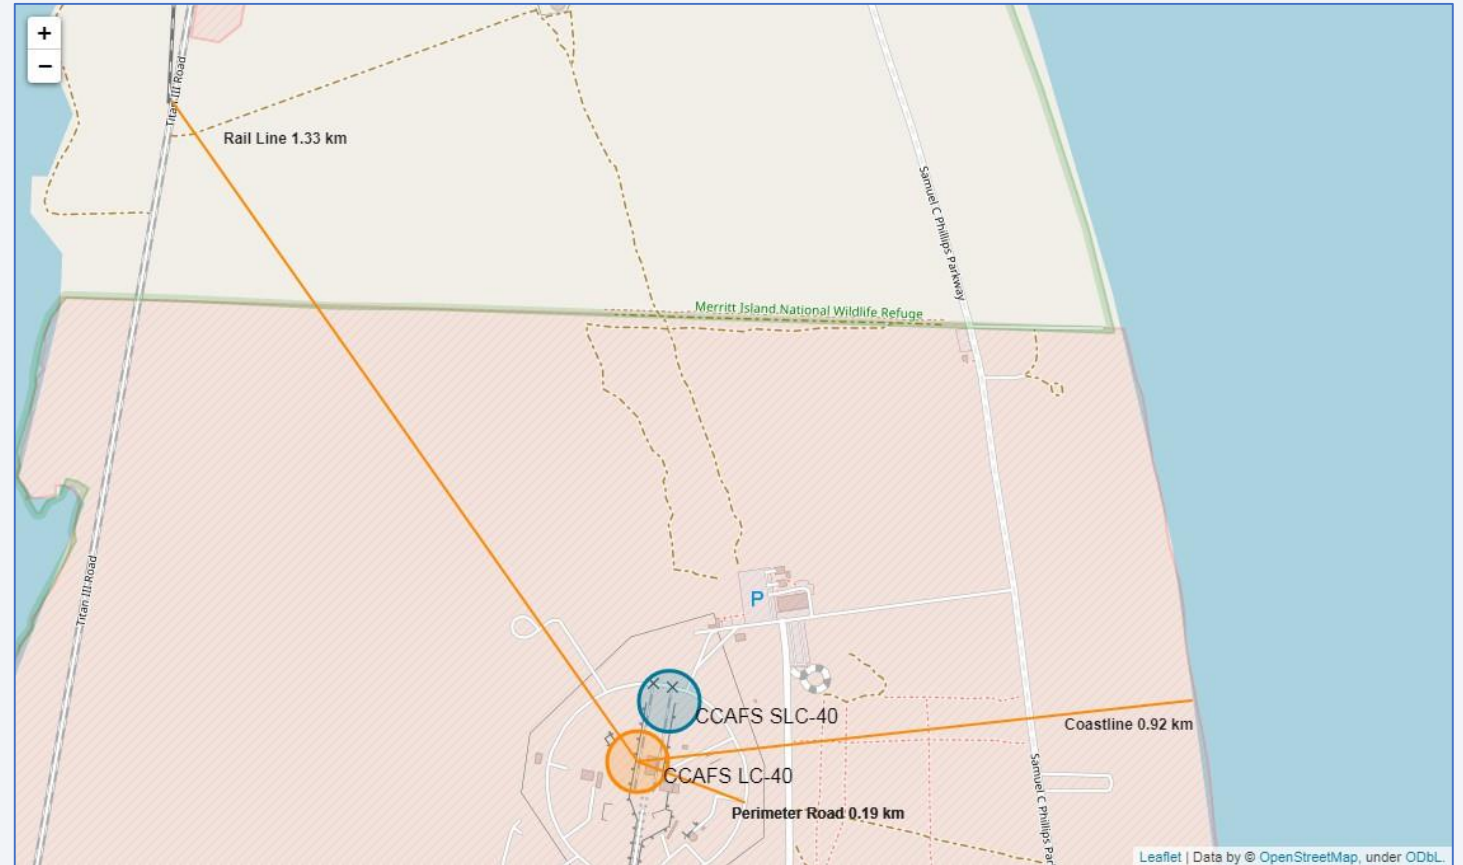 +
−
Titan III Road
Rail Line 1.33 km
Samuel C Phillips Parkway
Merritt Island National Wildlife Refuge
Titan III Road
P
CCAFS SLC-40
Coastline 0.92 km
CCAFS LC-40
Perimeter Road 0.19 km
Samuel C Phillips Par
Leaflet | Data by © OpenStreetMap, under ODbL.